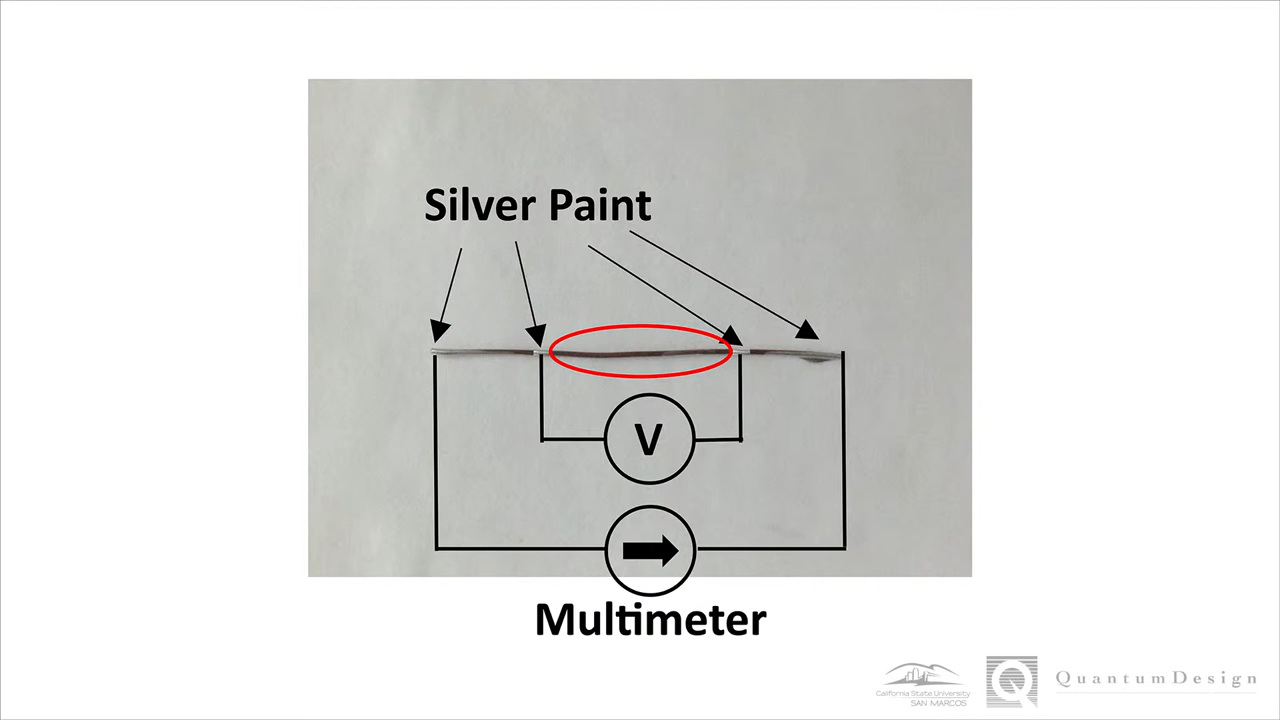 Silver Paint
V
Multimeter
California State University
SAN MARCOS
QuantumDesign